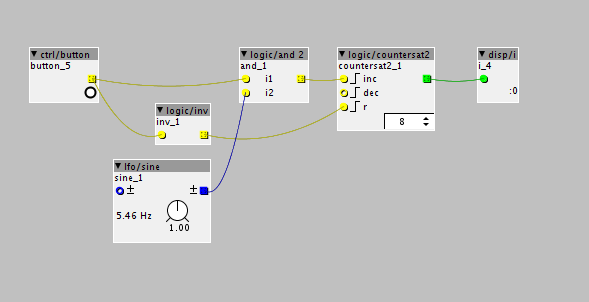 ctrl/button
button_5
logic/and 2
and_1
i1
i2
logic/countersat2
countersat2_1
inc
dec
r
8
disp/i
i_4
:0
logic/inv
inv_1
lfo/sine
sine_1
± ±
5.46 Hz
1.00